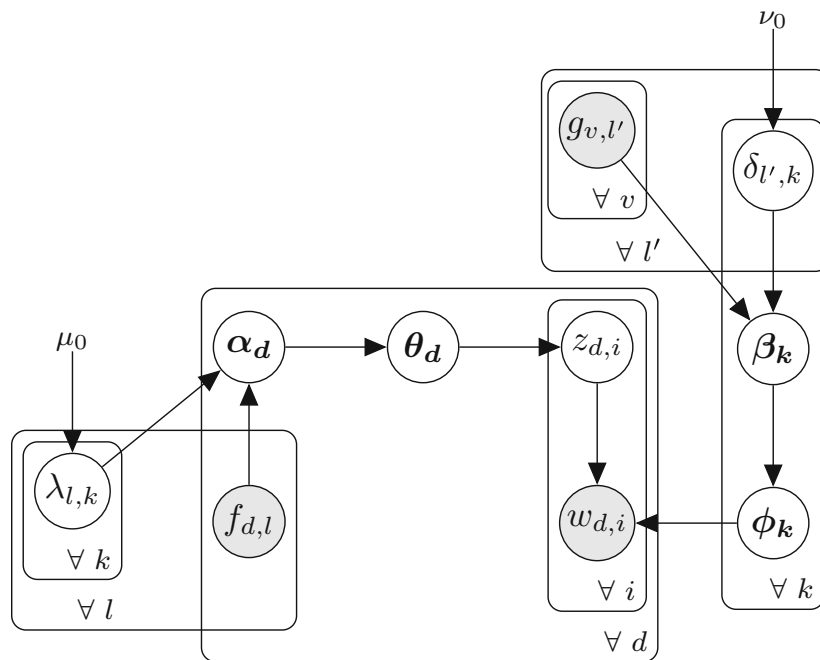 ν₀
g_{v,l′}
δ_{l′,k}
∀ v
∀ l′
μ₀
α_d
θ_d
z_{d,i}
β_k
λ_{l,k}
f_{d,l}
w_{d,i}
ϕ_k
∀ k
∀ i
∀ k
∀ l
∀ d